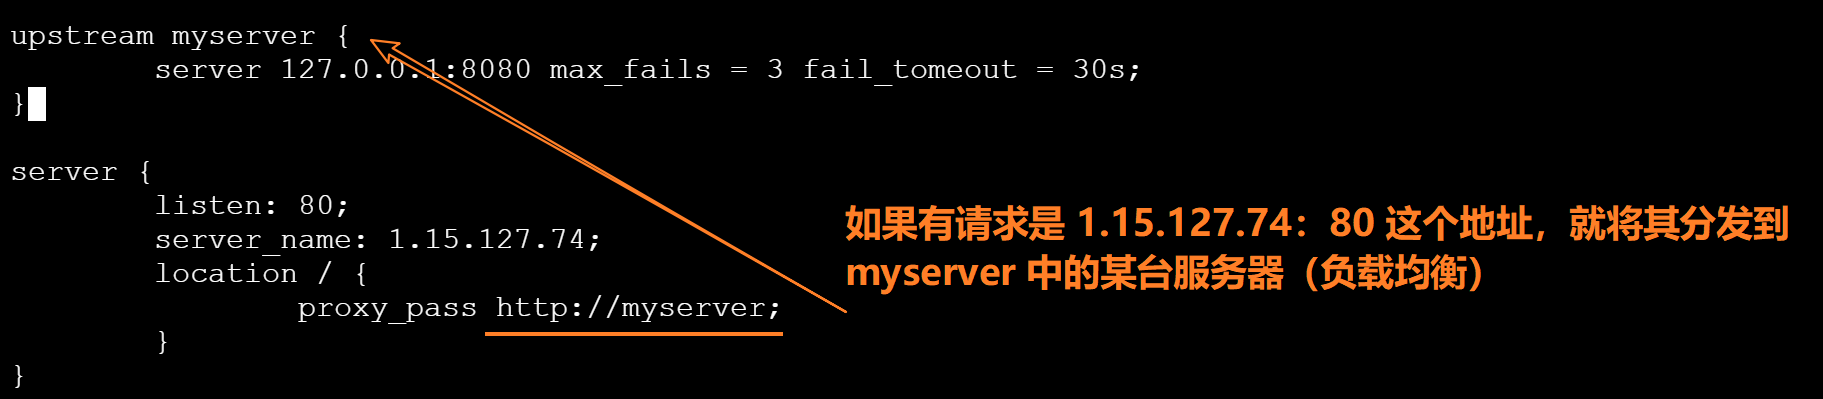 upstream myserver {
server 127.0.0.1:8080 max_fails = 3 fail_tomeout = 30s;
}
server {
listen: 80;
server_name: 1.15.127.74;
location / {
proxy_pass http://myserver;
}
}
如果有请求是 1.15.127.74：80 这个地址，就将其分发到
myserver 中的某台服务器（负载均衡）